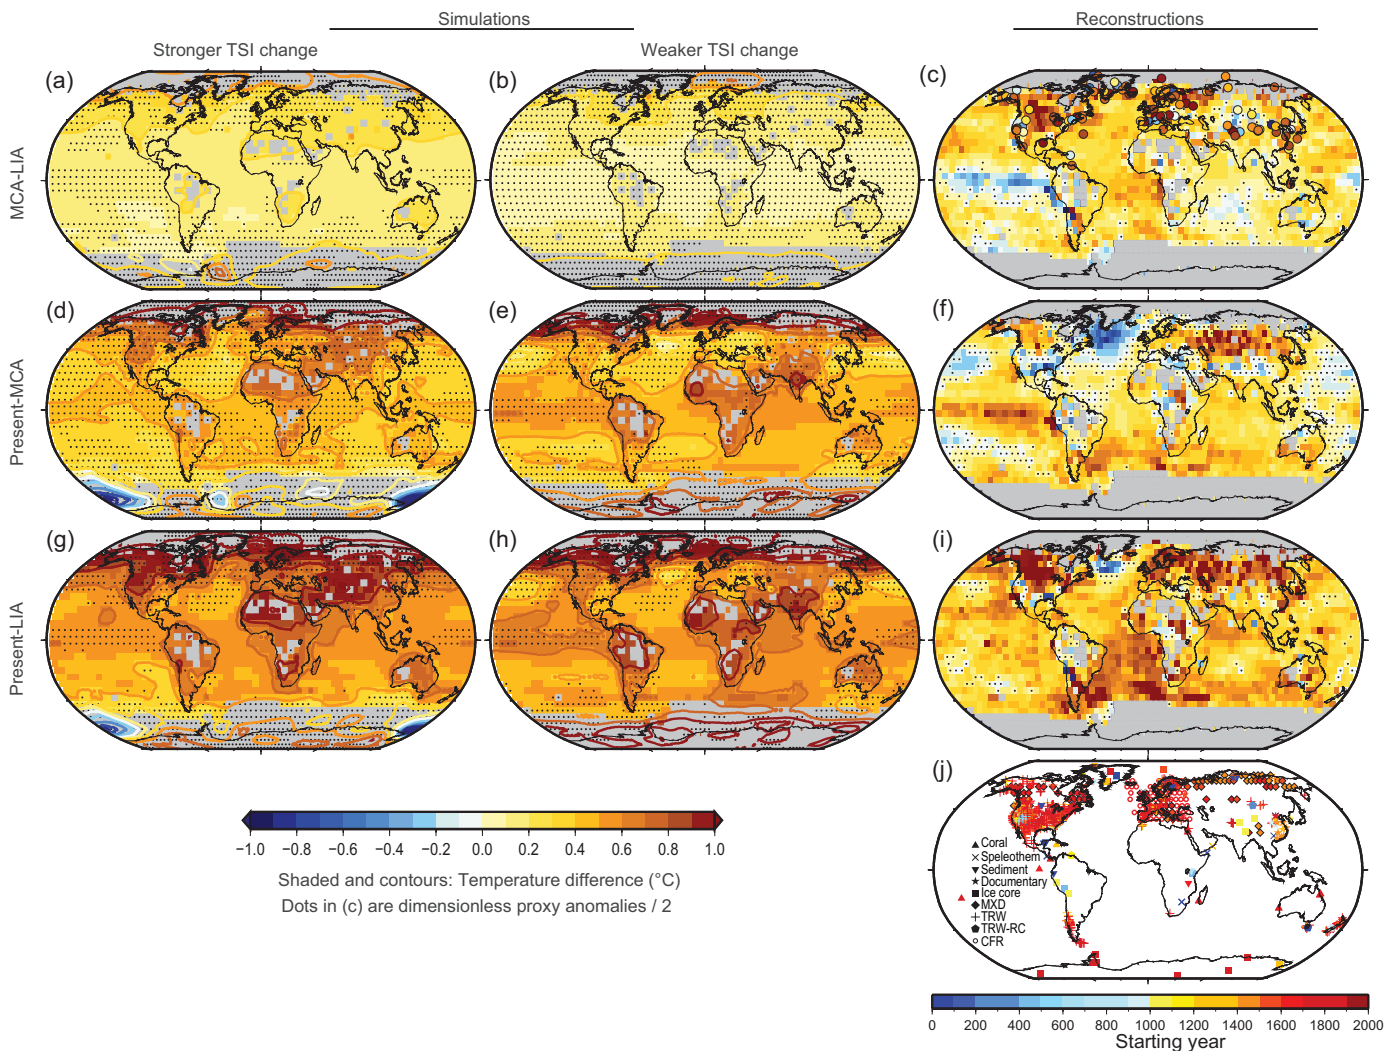 Simulations
Reconstructions
Stronger TSI change
Weaker TSI change
MCA-LIA
(a)
(b)
(c)
Present-MCA
(d)
(e)
(f)
Present-LIA
(g)
(h)
(i)
(j)
Coral
Speleothem
Sediment
Documentary
Ice core
MXD
TRW
TRW-RC
CFR
−1.0 −0.8 −0.6 −0.4 −0.2 0.0 0.2 0.4 0.6 0.8 1.0
Shaded and contours: Temperature difference (°C)
Dots in (c) are dimensionless proxy anomalies / 2
0 200 400 600 800 1000 1200 1400 1600 1800 2000
Starting year